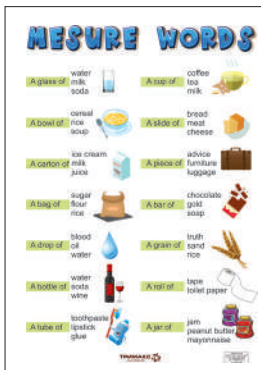 MESURE WORDS
A glass of
water
milk
soda
A cup of
coffee
tea
milk
A bowl of
cereal
rice
soup
A slide of
bread
meat
cheese
A carton of
ice cream
milk
juice
A piece of
advice
furniture
luggage
A bag of
sugar
flour
rice
A bar of
chocolate
gold
soap
A drop of
blood
oil
water
A grain of
truth
sand
rice
A bottle of
water
soda
wine
A roll of
tape
toilet paper
A tube of
toothpaste
lipstick
glue
A jar of
jam
peanut butter
mayonnaise